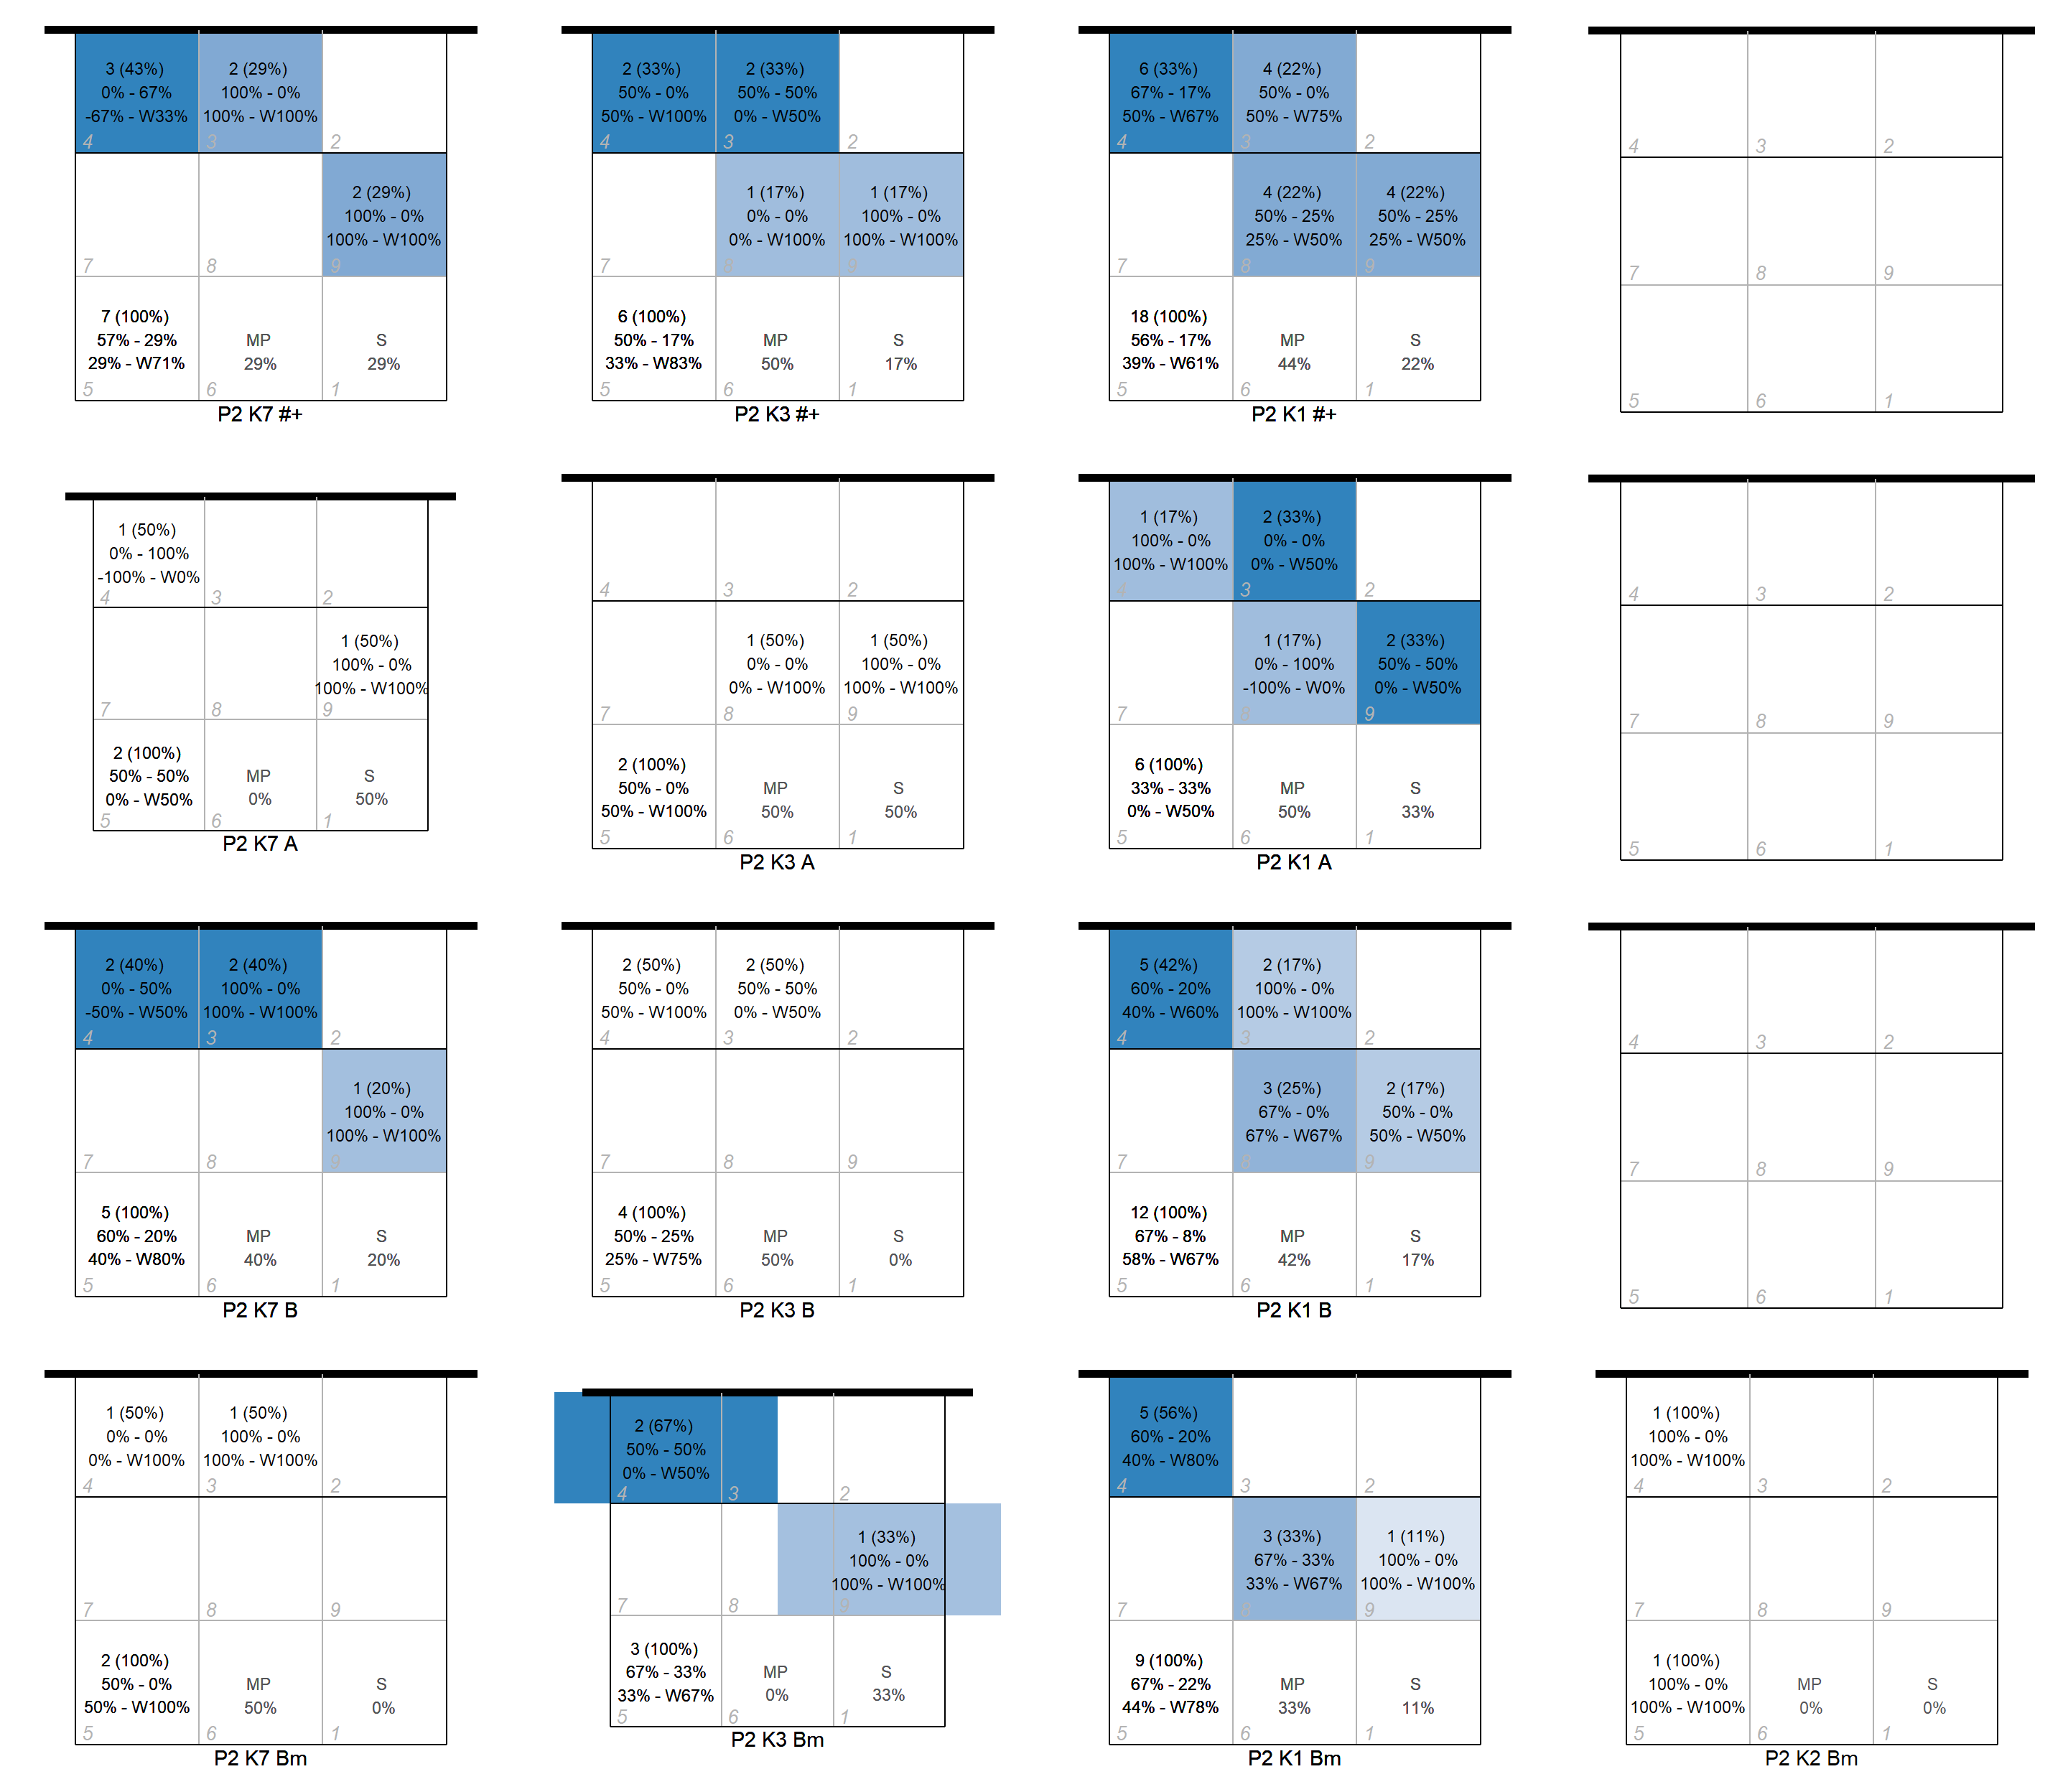 3 (43%)
0% - 67%
-67% - W33%
4
2 (29%)
100% - 0%
100% - W100%
3
2
7
8
2 (29%)
100% - 0%
100% - W100%
9
7 (100%)
57% - 29%
29% - W71%
5
MP
29%
6
S
29%
1
P2 K7 #+
2 (33%)
50% - 0%
50% - W100%
4
2 (33%)
50% - 50%
0% - W50%
3
2
7
1 (17%)
0% - 0%
0% - W100%
8
1 (17%)
100% - 0%
100% - W100%
9
6 (100%)
50% - 17%
33% - W83%
5
MP
50%
6
S
17%
1
P2 K3 #+
6 (33%)
67% - 17%
50% - W67%
4
4 (22%)
50% - 0%
50% - W75%
3
2
7
4 (22%)
50% - 25%
25% - W50%
8
4 (22%)
50% - 25%
25% - W50%
9
18 (100%)
56% - 17%
39% - W61%
5
MP
44%
6
S
22%
1
P2 K1 #+
4
3
2
7
8
9
5
6
1
1 (50%)
0% - 100%
-100% - W0%
4
3
2
7
8
1 (50%)
100% - 0%
100% - W100%
9
2 (100%)
50% - 50%
0% - W50%
5
MP
0%
6
S
50%
1
P2 K7 A
4
3
2
7
1 (50%)
0% - 0%
0% - W100%
8
1 (50%)
100% - 0%
100% - W100%
9
2 (100%)
50% - 0%
50% - W100%
5
MP
50%
6
S
50%
1
P2 K3 A
1 (17%)
100% - 0%
100% - W100%
4
2 (33%)
0% - 0%
0% - W50%
3
2
7
1 (17%)
0% - 100%
-100% - W0%
8
2 (33%)
50% - 50%
0% - W50%
9
6 (100%)
33% - 33%
0% - W50%
5
MP
50%
6
S
33%
1
P2 K1 A
4
3
2
7
8
9
5
6
1
2 (40%)
0% - 50%
-50% - W50%
4
2 (40%)
100% - 0%
100% - W100%
3
2
7
8
1 (20%)
100% - 0%
100% - W100%
9
5 (100%)
60% - 20%
40% - W80%
5
MP
40%
6
S
20%
1
P2 K7 B
2 (50%)
50% - 0%
50% - W100%
4
2 (50%)
50% - 50%
0% - W50%
3
2
7
8
9
4 (100%)
50% - 25%
25% - W75%
5
MP
50%
6
S
0%
1
P2 K3 B
5 (42%)
60% - 20%
40% - W60%
4
2 (17%)
100% - 0%
100% - W100%
3
2
7
3 (25%)
67% - 0%
67% - W67%
8
2 (17%)
50% - 0%
50% - W50%
9
12 (100%)
67% - 8%
58% - W67%
5
MP
42%
6
S
17%
1
P2 K1 B
4
3
2
7
8
9
5
6
1
1 (50%)
0% - 0%
0% - W100%
4
1 (50%)
100% - 0%
100% - W100%
3
2
7
8
9
2 (100%)
50% - 0%
50% - W100%
5
MP
50%
6
S
0%
1
P2 K7 Bm
2 (67%)
50% - 50%
0% - W50%
4
3
2
7
8
1 (33%)
100% - 0%
100% - W100%
9
3 (100%)
67% - 33%
33% - W67%
5
MP
0%
6
S
33%
1
P2 K3 Bm
5 (56%)
60% - 20%
40% - W80%
4
3
2
7
3 (33%)
67% - 33%
33% - W67%
8
1 (11%)
100% - 0%
100% - W100%
9
9 (100%)
67% - 22%
44% - W78%
5
MP
33%
6
S
11%
1
P2 K1 Bm
1 (100%)
100% - 0%
100% - W100%
4
3
2
7
8
9
1 (100%)
100% - 0%
100% - W100%
5
MP
0%
6
S
0%
1
P2 K2 Bm